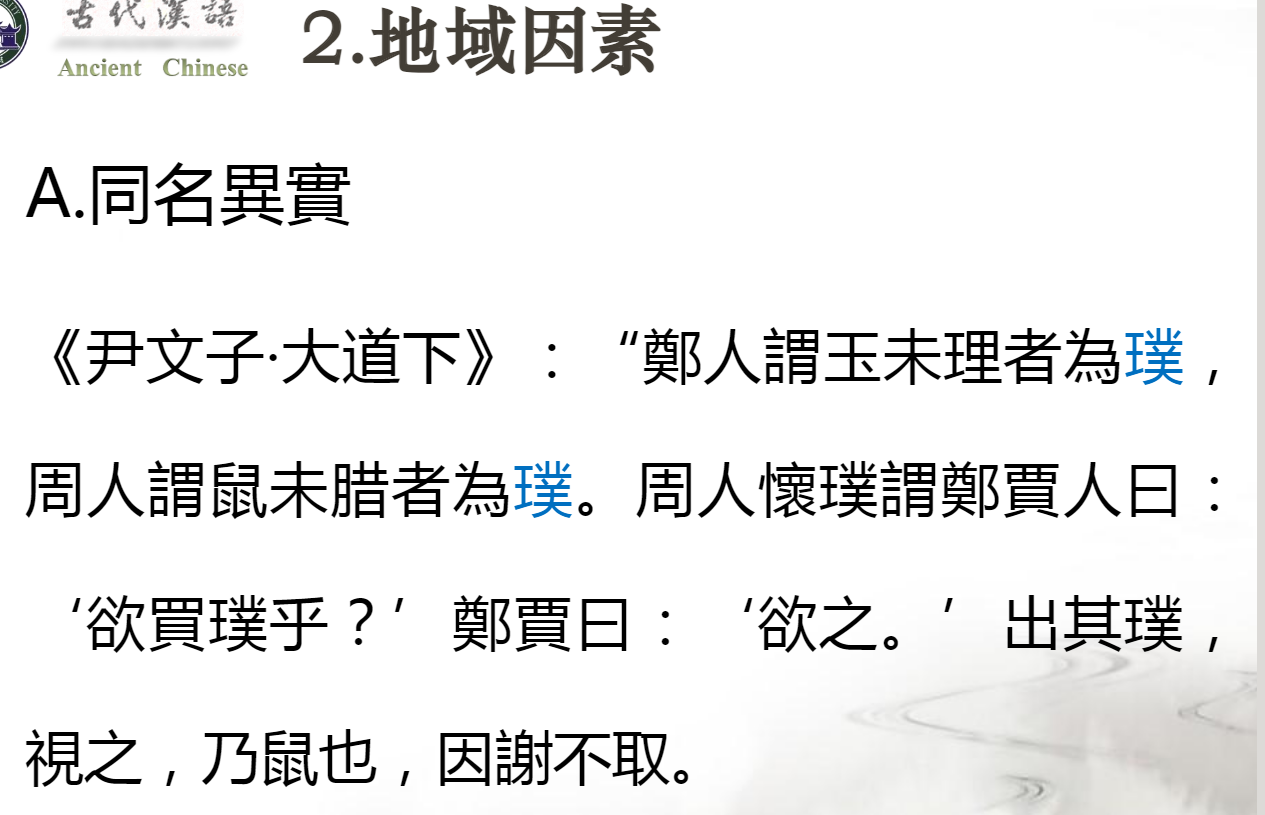 古代漢語
Ancient Chinese
2.地域因素
A.同名異實
《尹文子·大道下》：“鄭人謂玉未理者為璞，
周人謂鼠未腊者為璞。周人懷璞謂鄭賈人曰：
‘欲買璞乎？’鄭賈曰：‘欲之。’出其璞，
視之，乃鼠也，因謝不取。